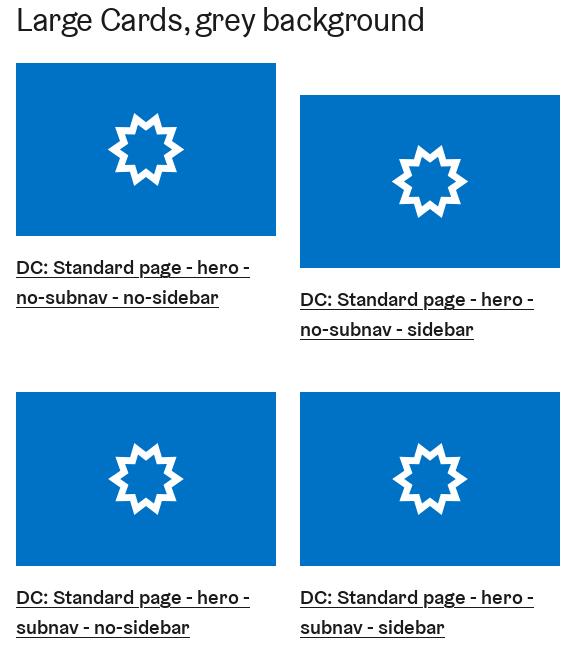 Large Cards, grey background
DC: Standard page - hero -
no-subnav - no-sidebar
DC: Standard page - hero -
no-subnav - sidebar
DC: Standard page - hero -
subnav - no-sidebar
DC: Standard page - hero -
subnav - sidebar